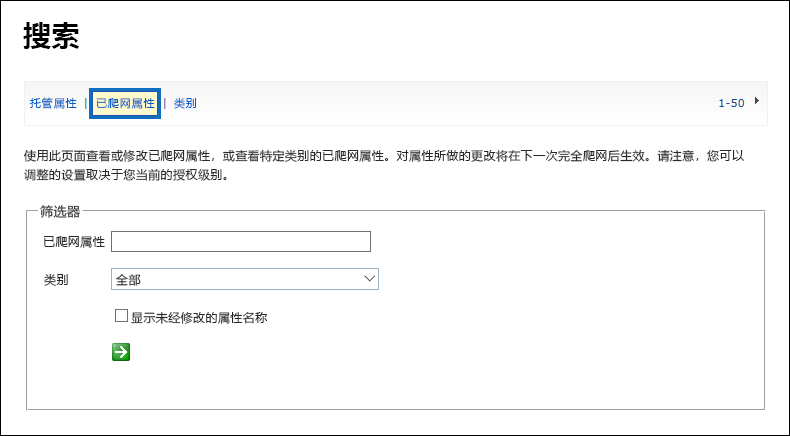 搜索
托管属性 | 已爬网属性 | 类别 1-50
使用此页面查看或修改已爬网属性，或查看特定类别的已爬网属性。对属性所做的更改将在下一次完全爬网后生效。请注意，您可以
调整的设置取决于您当前的授权级别。
筛选器
已爬网属性
类别 全部
显示未经修改的属性名称